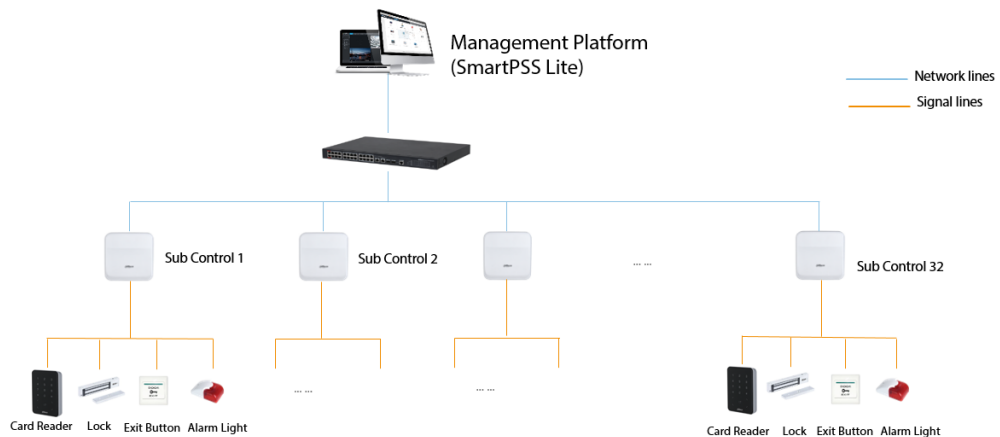 Management Platform
(SmartPSS Lite)
Network lines
Signal lines
Sub Control 1
Sub Control 2
... ...
Sub Control 32
... ...
... ...
Card Reader
Lock
Exit Button
Alarm Light
Card Reader
Lock
Exit Button
Alarm Light